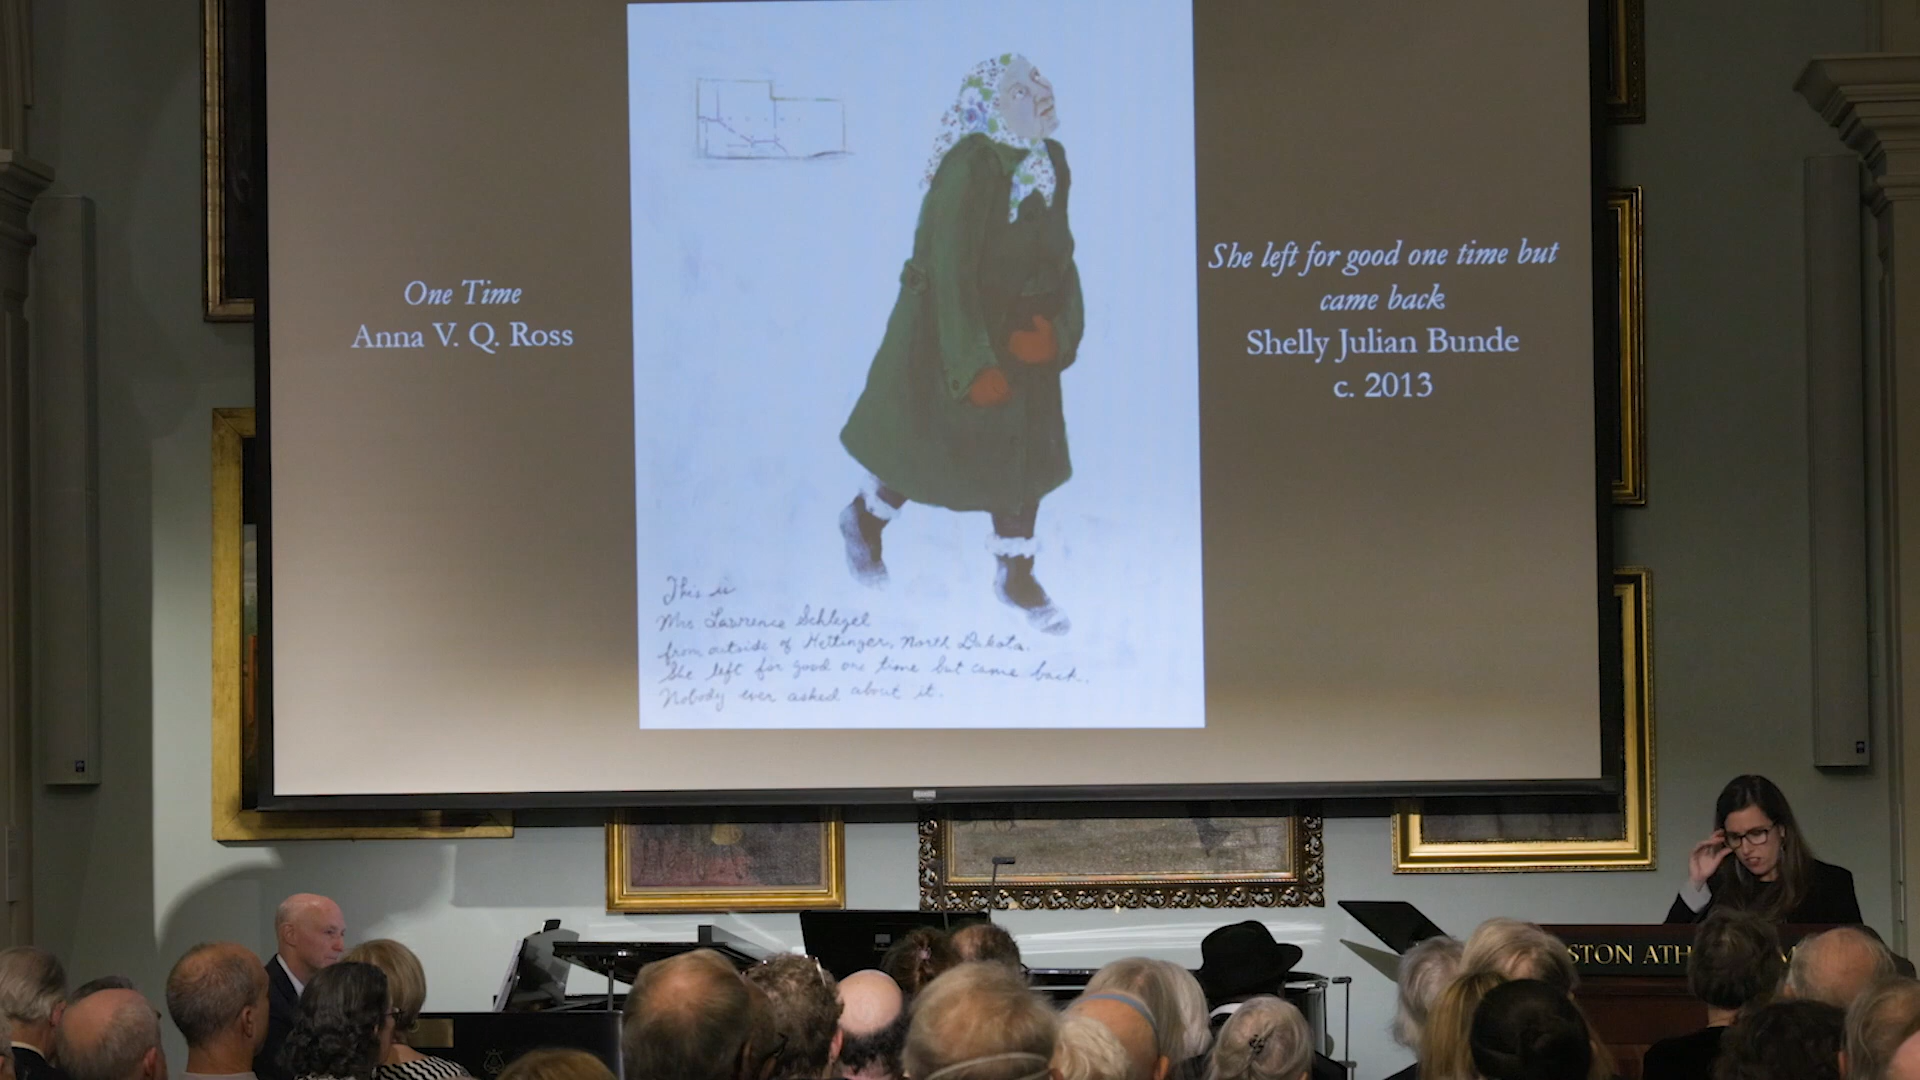 One Time
Anna V. Q. Ross
She left for good one time but
came back
Shelly Julian Bunde
c. 2013
This is
Mrs Lawrence Schlegel
from outside of Hettinger, North Dakota.
She left for good one time but came back.
Nobody ever asked about it.
STON ATH M